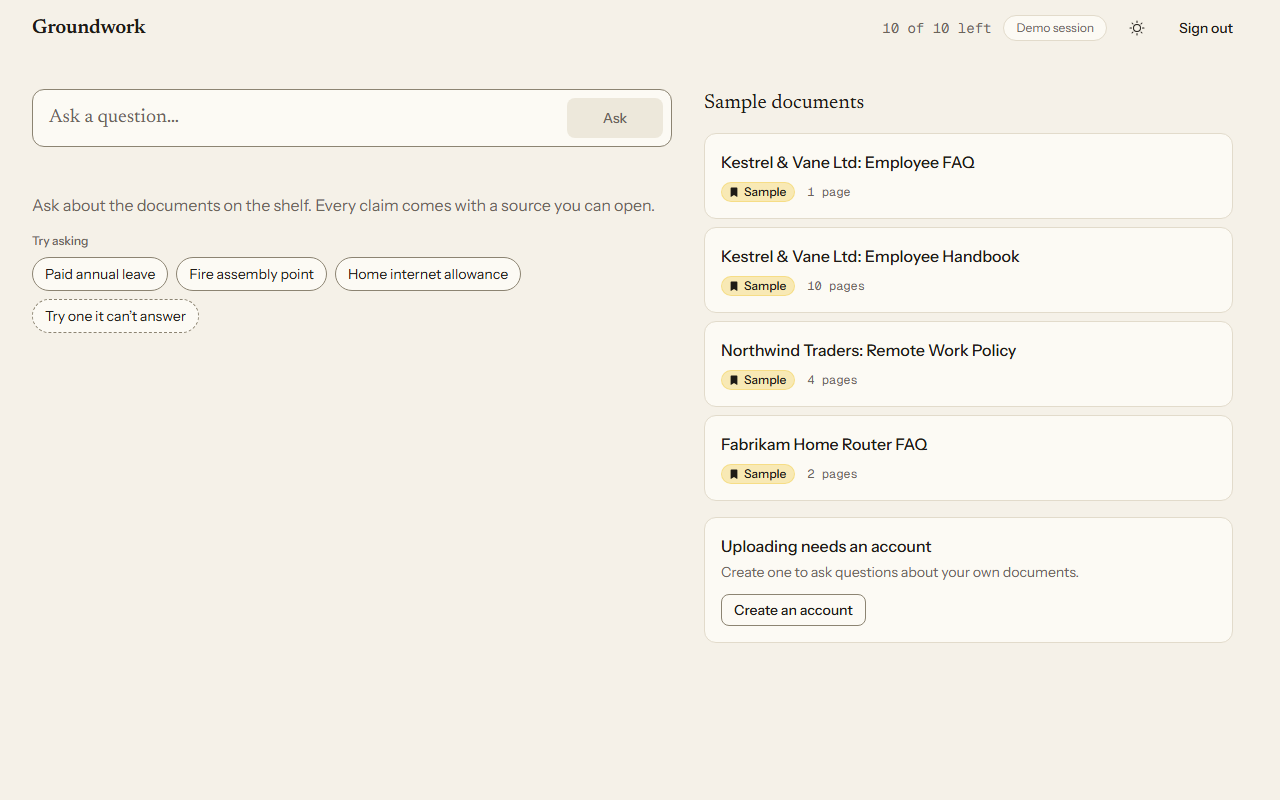 Groundwork
10 of 10 left
Demo session
Sign out
Ask a question...
Ask
Ask about the documents on the shelf. Every claim comes with a source you can open.
Try asking
Paid annual leave
Fire assembly point
Home internet allowance
Try one it can't answer
Sample documents
Kestrel & Vane Ltd: Employee FAQ
Sample 1 page
Kestrel & Vane Ltd: Employee Handbook
Sample 10 pages
Northwind Traders: Remote Work Policy
Sample 4 pages
Fabrikam Home Router FAQ
Sample 2 pages
Uploading needs an account
Create one to ask questions about your own documents.
Create an account